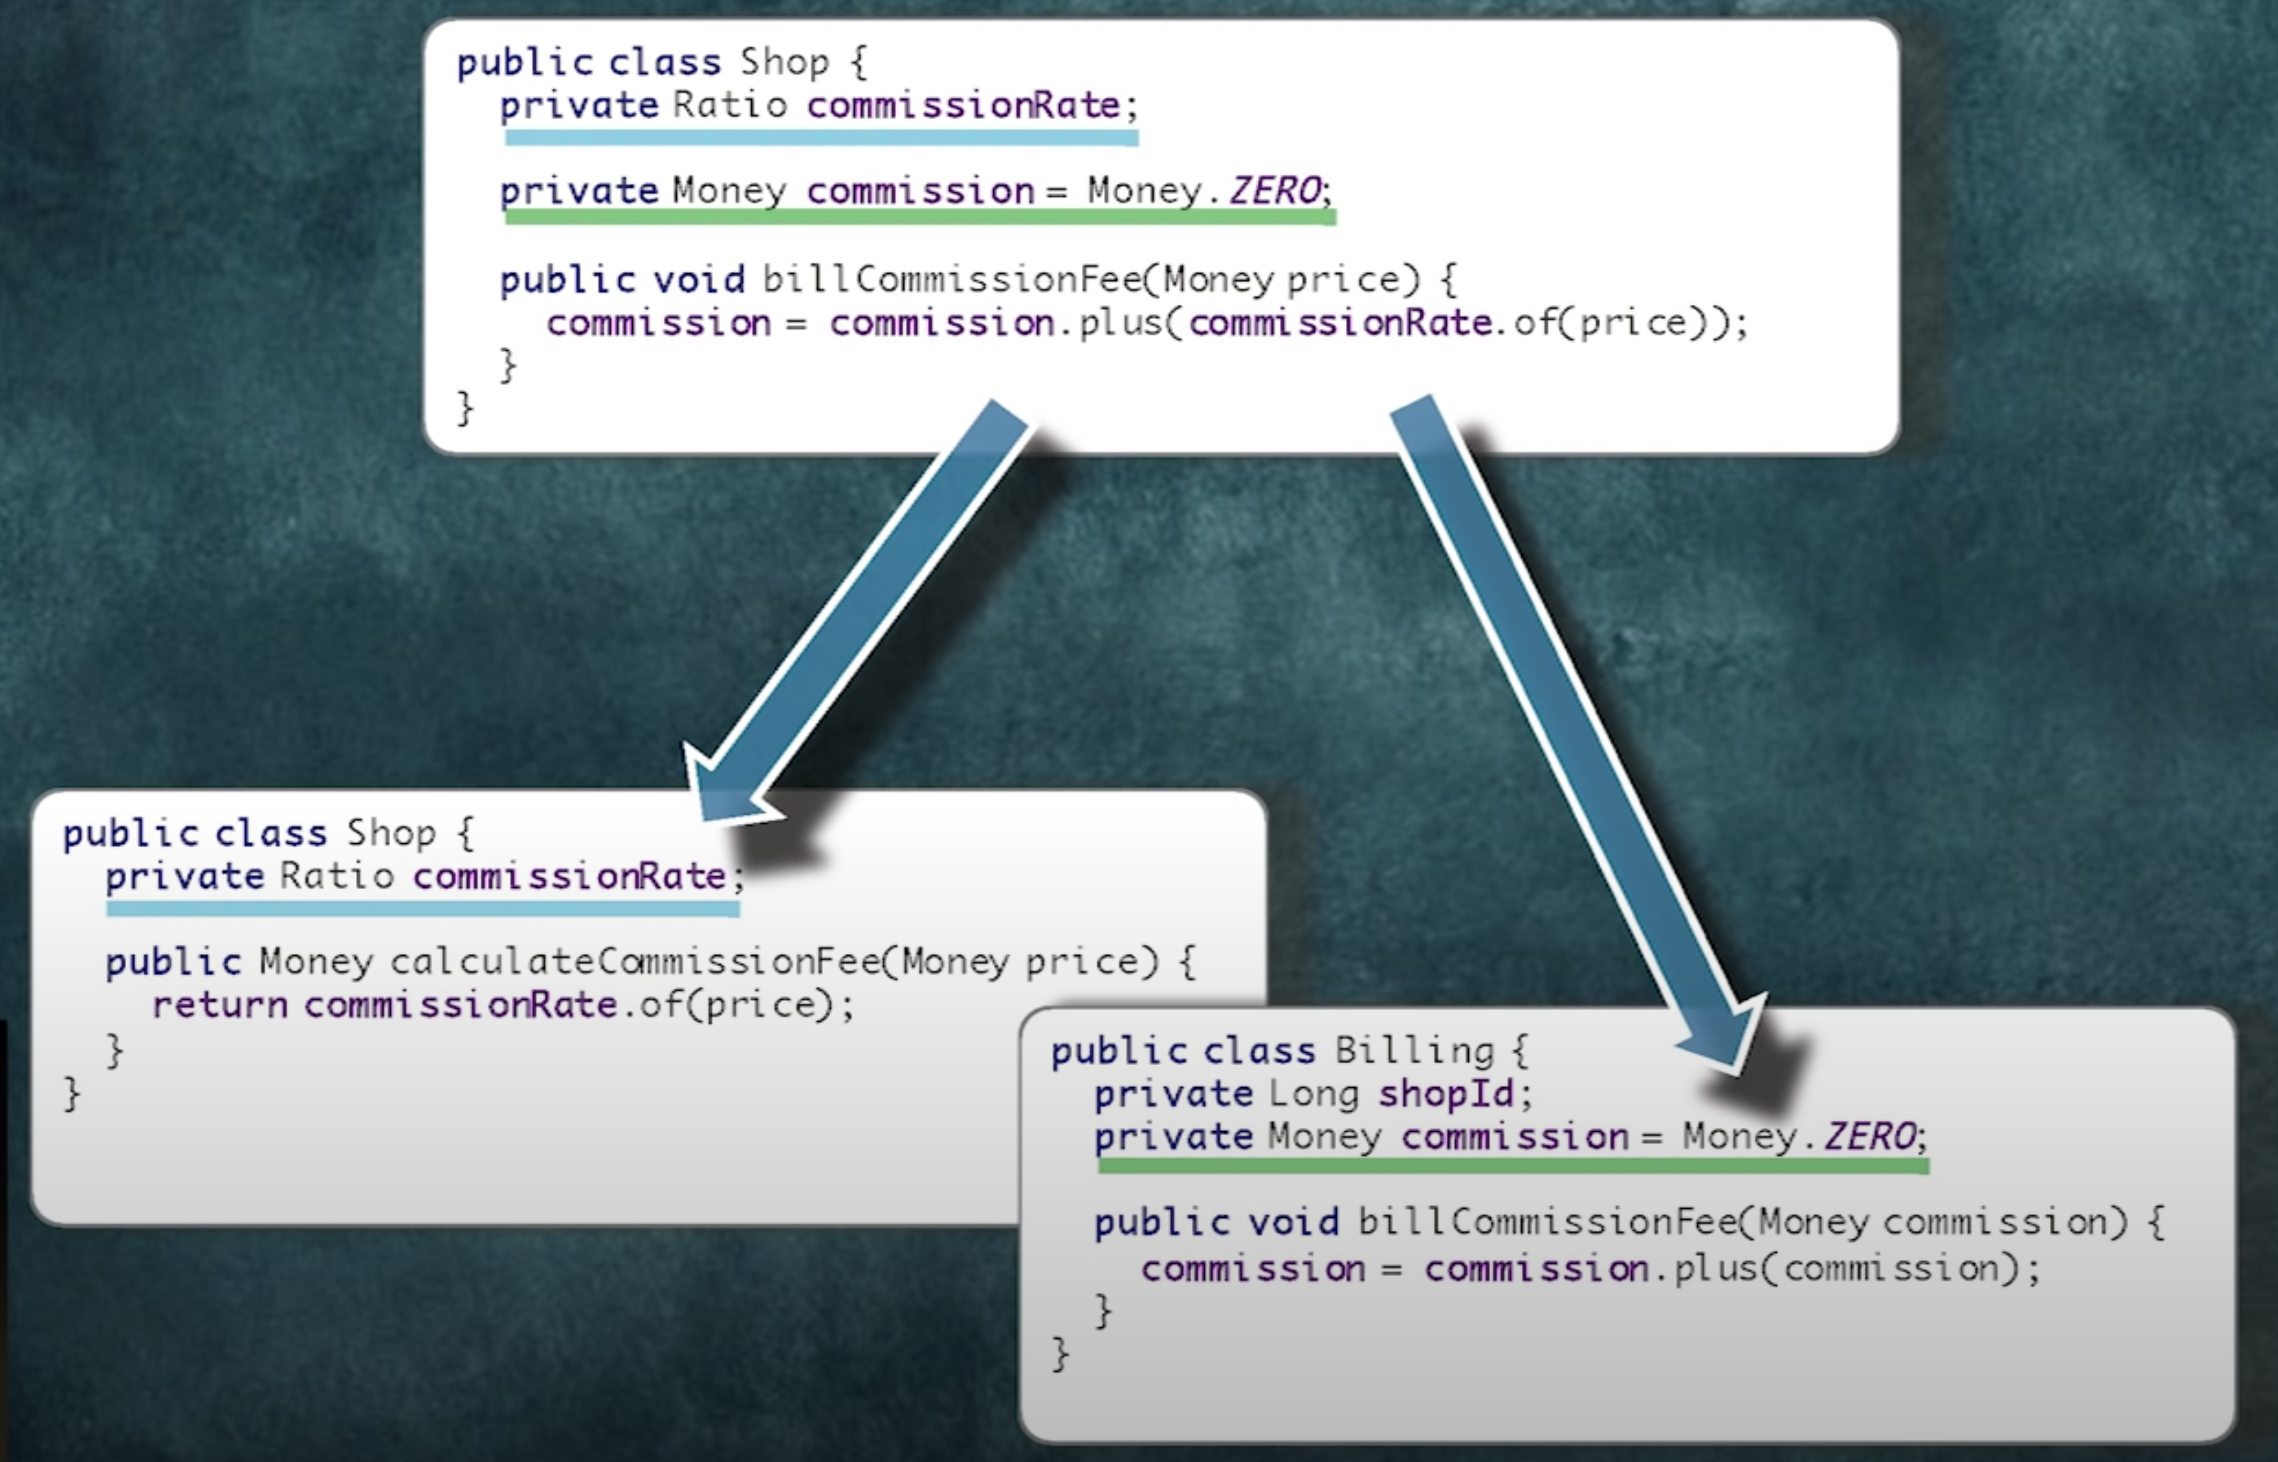 public class Shop {
private Ratio commissionRate;
private Money commission = Money.ZERO;
public void billCommissionFee(Money price) {
commission = commission.plus(commissionRate.of(price));
}
}
public class Shop {
private Ratio commissionRate;
public Money calculateCommissionFee(Money price) {
return commissionRate.of(price);
}
}
public class Billing {
private Long shopId;
private Money commission = Money.ZERO;
public void billCommissionFee(Money commission) {
commission = commission.plus(commission);
}
}